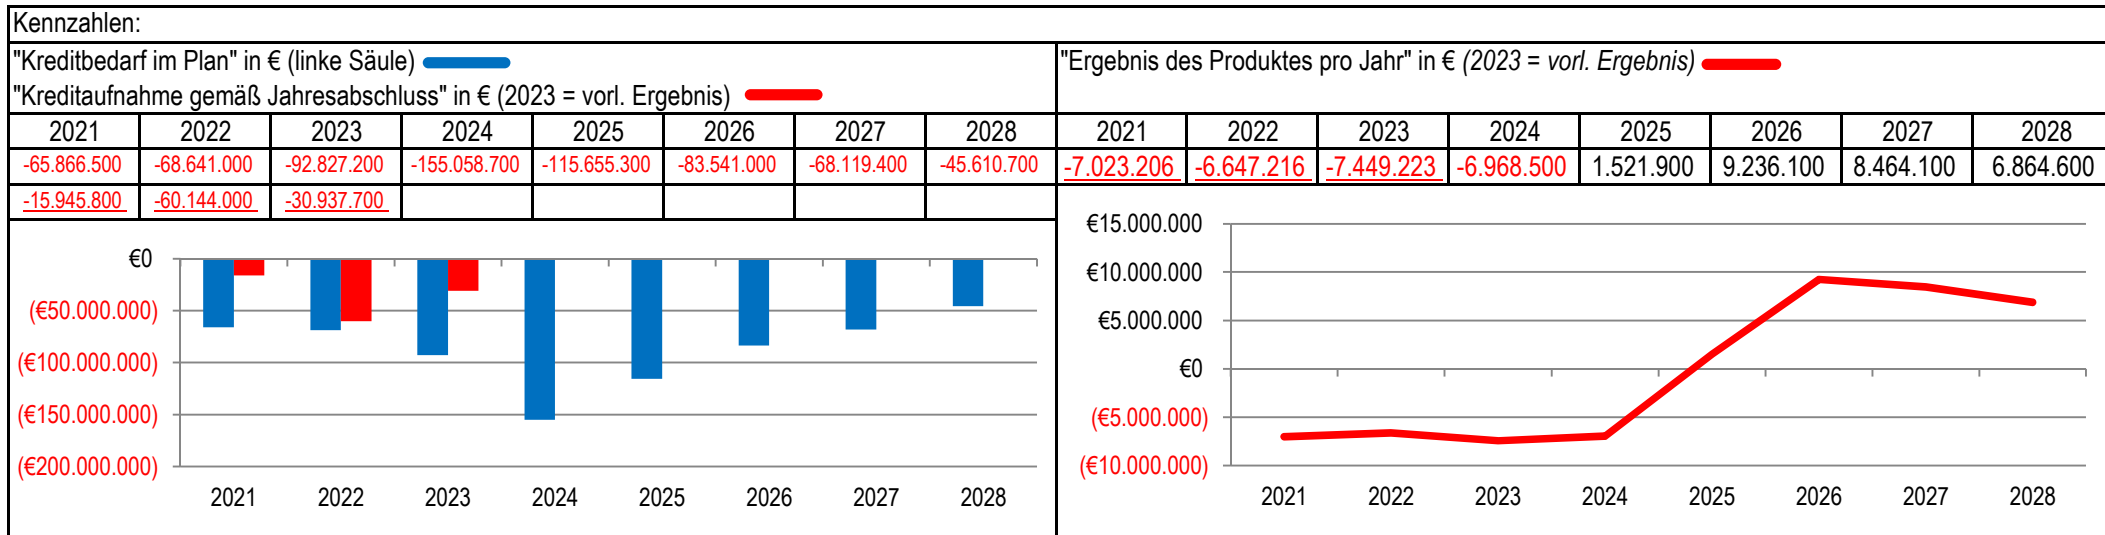 Kennzahlen:
"Kreditbedarf im Plan" in € (linke Säule)
"Kreditaufnahme gemäß Jahresabschluss" in € (2023 = vorl. Ergebnis)
2021 2022 2023 2024 2025 2026 2027 2028
-65.866.500 -68.641.000 -92.827.200 -155.058.700 -115.655.300 -83.541.000 -68.119.400 -45.610.700
-15.945.800 -60.144.000 -30.937.700
€0
(€50.000.000)
(€100.000.000)
(€150.000.000)
(€200.000.000)
2021 2022 2023 2024 2025 2026 2027 2028
"Ergebnis des Produktes pro Jahr" in € (2023 = vorl. Ergebnis)
2021 2022 2023 2024 2025 2026 2027 2028
-7.023.206 -6.647.216 -7.449.223 -6.968.500 1.521.900 9.236.100 8.464.100 6.864.600
€15.000.000
€10.000.000
€5.000.000
€0
(€5.000.000)
(€10.000.000)
2021 2022 2023 2024 2025 2026 2027 2028